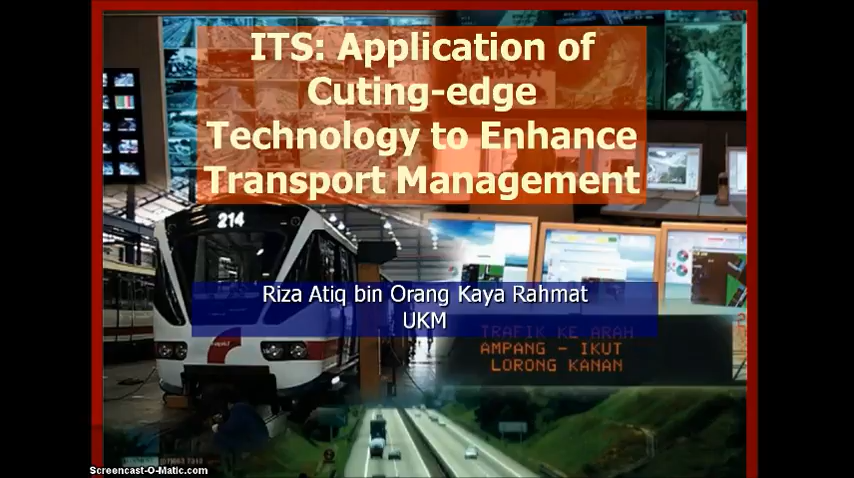 ITS: Application of
Cuting-edge
Technology to Enhance
Transport Management
214
Riza Atiq bin Orang Kaya Rahmat
UKM
TRAFIK KE ARAH
AMPANG - IKUT
LORONG KANAN
Screencast-O-Matic.com